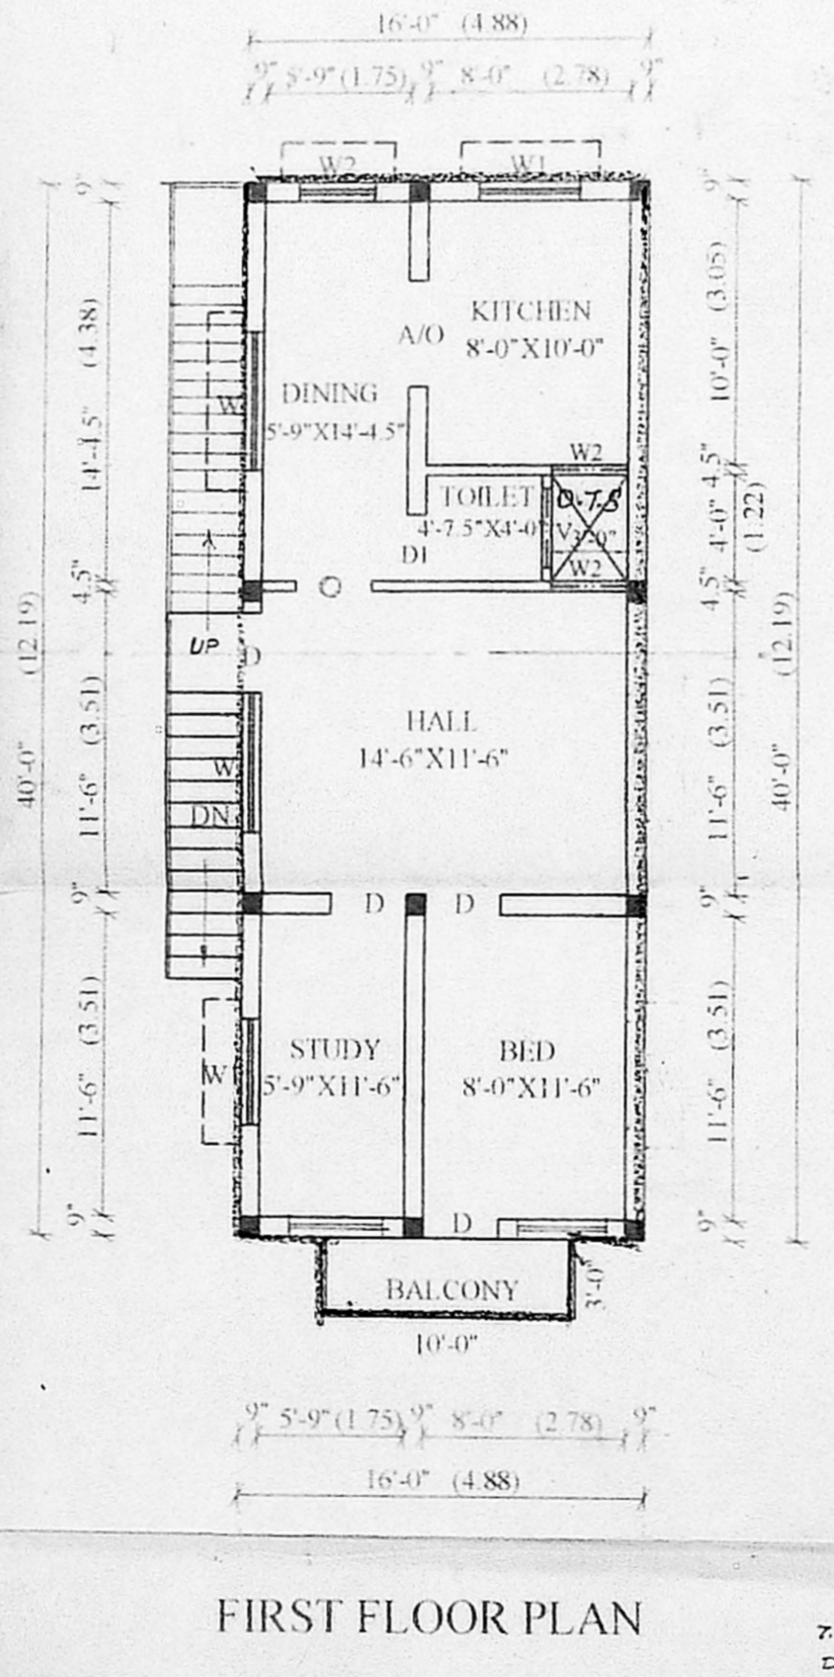 16'-0" (4.88)
9" 5'-9" (1.75) 9" 8'-0" (2.78) 9"
W2 W1
9" 9"
KITCHEN
8'-0"X10'-0"
A/O
10'-0" (3.05)
14'-4.5" (4.38)
W
DINING
5'-9"X14'-4.5"
W2
4.5"
TOILET O.T.S
4'-7.5"X4'-0" V 3'-0"
4'-0" (1.22)
D1
W2
4.5" 4.5"
O
UP D
40'-0" (12.19) 40'-0" (12.19)
HALL
14'-6"X11'-6"
11'-6" (3.51) 11'-6" (3.51)
W
DN
9" D D 9"
STUDY BED
5'-9"X11'-6" 8'-0"X11'-6"
W
11'-6" (3.51) 11'-6" (3.51)
9" D 9"
BALCONY 3'-0"
10'-0"
9" 5'-9" (1.75) 9" 8'-0" (2.78) 9"
16'-0" (4.88)
FIRST FLOOR PLAN